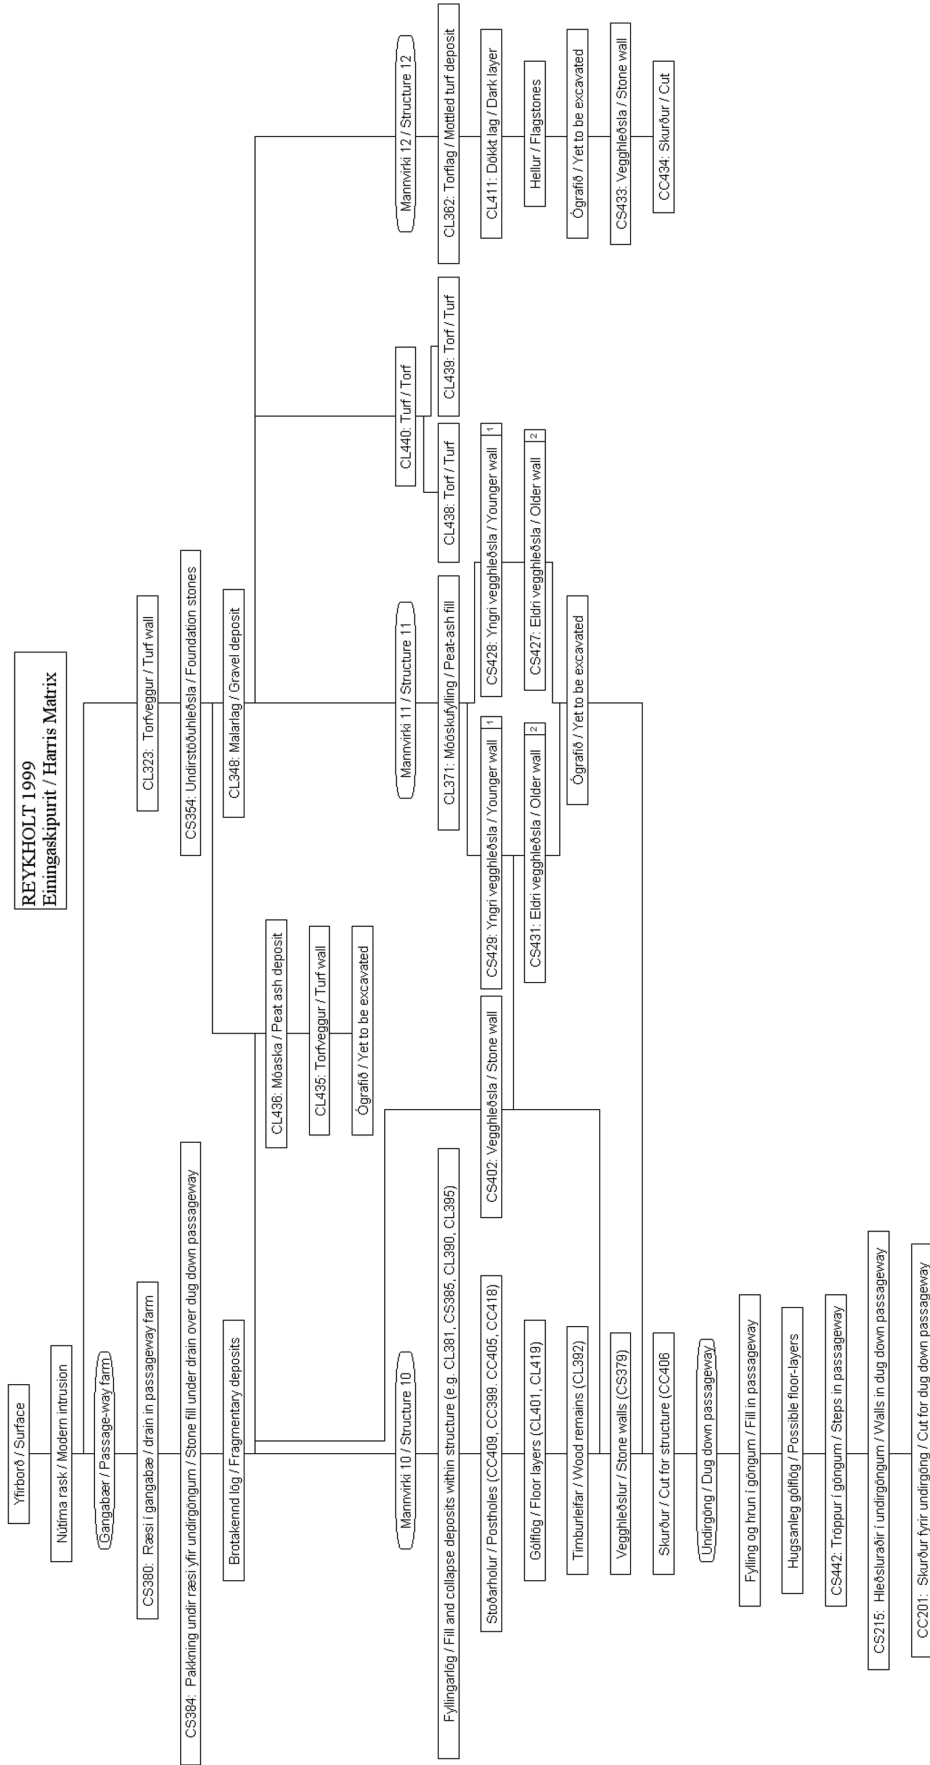 REYKHOLT 1999
Einingaskipurit / Harris Matrix
Yfirborð / Surface
Nútíma rask / Modern intrusion
Gangabær / Passage-way farm
CS380: Ræsi í gangabæ / drain in passageway farm
CS384: Pakkning undir ræsi yfir undirgöngum / Stone fill under drain over dug down passageway
Brotakennd lög / Fragmentary deposits
Mannvirki 10 / Structure 10
Fyllingarlög / Fill and collapse deposits within structure (e.g. CL381, CS385, CL390, CL395)
Stoðarholur / Postholes (CC409, CC399. CC405, CC418)
Gólflög / Floor layers (CL401, CL419)
Timburleifar / Wood remains (CL392)
Vegghleðslur / Stone walls (CS379)
Skurður / Cut for structure (CC406
Undirgöng / Dug down passageway
Fylling og hrun í göngum / Fill in passageway
Hugsanleg gólflög / Possible floor-layers
CS442: Tröppur í göngum / Steps in passageway
CS215: Hleðsluraðir í undirgöngum / Walls in dug down passageway
CC201: Skurður fyrir undirgöng / Cut for dug down passageway
CL323: Torfveggur / Turf wall
CS354: Undirstöðuhleðsla / Foundation stones
CL348: Malarlag / Gravel deposit
CL436: Móaska / Peat ash deposit
CL435: Torfveggur / Turf wall
Ógrafið / Yet to be excavated
CS402: Vegghleðsla / Stone wall
Mannvirki 11 / Structure 11
CL371: Móöskufylling / Peat-ash fill
CS429: Yngri vegghleðsla / Younger wall 1
CS428: Yngri vegghleðsla / Younger wall 1
CS431: Eldri vegghleðsla / Older wall 2
CS427: Eldri vegghleðsla / Older wall 2
Ógrafið / Yet to be excavated
CL440: Turf / Torf
CL438: Torf / Turf
CL439: Torf / Turf
Mannvirki 12 / Structure 12
CL362: Torflag / Mottled turf deposit
CL411: Dökkt lag / Dark layer
Hellur / Flagstones
Ógrafið / Yet to be excavated
CS433: Vegghleðsla / Stone wall
CC434: Skurður / Cut